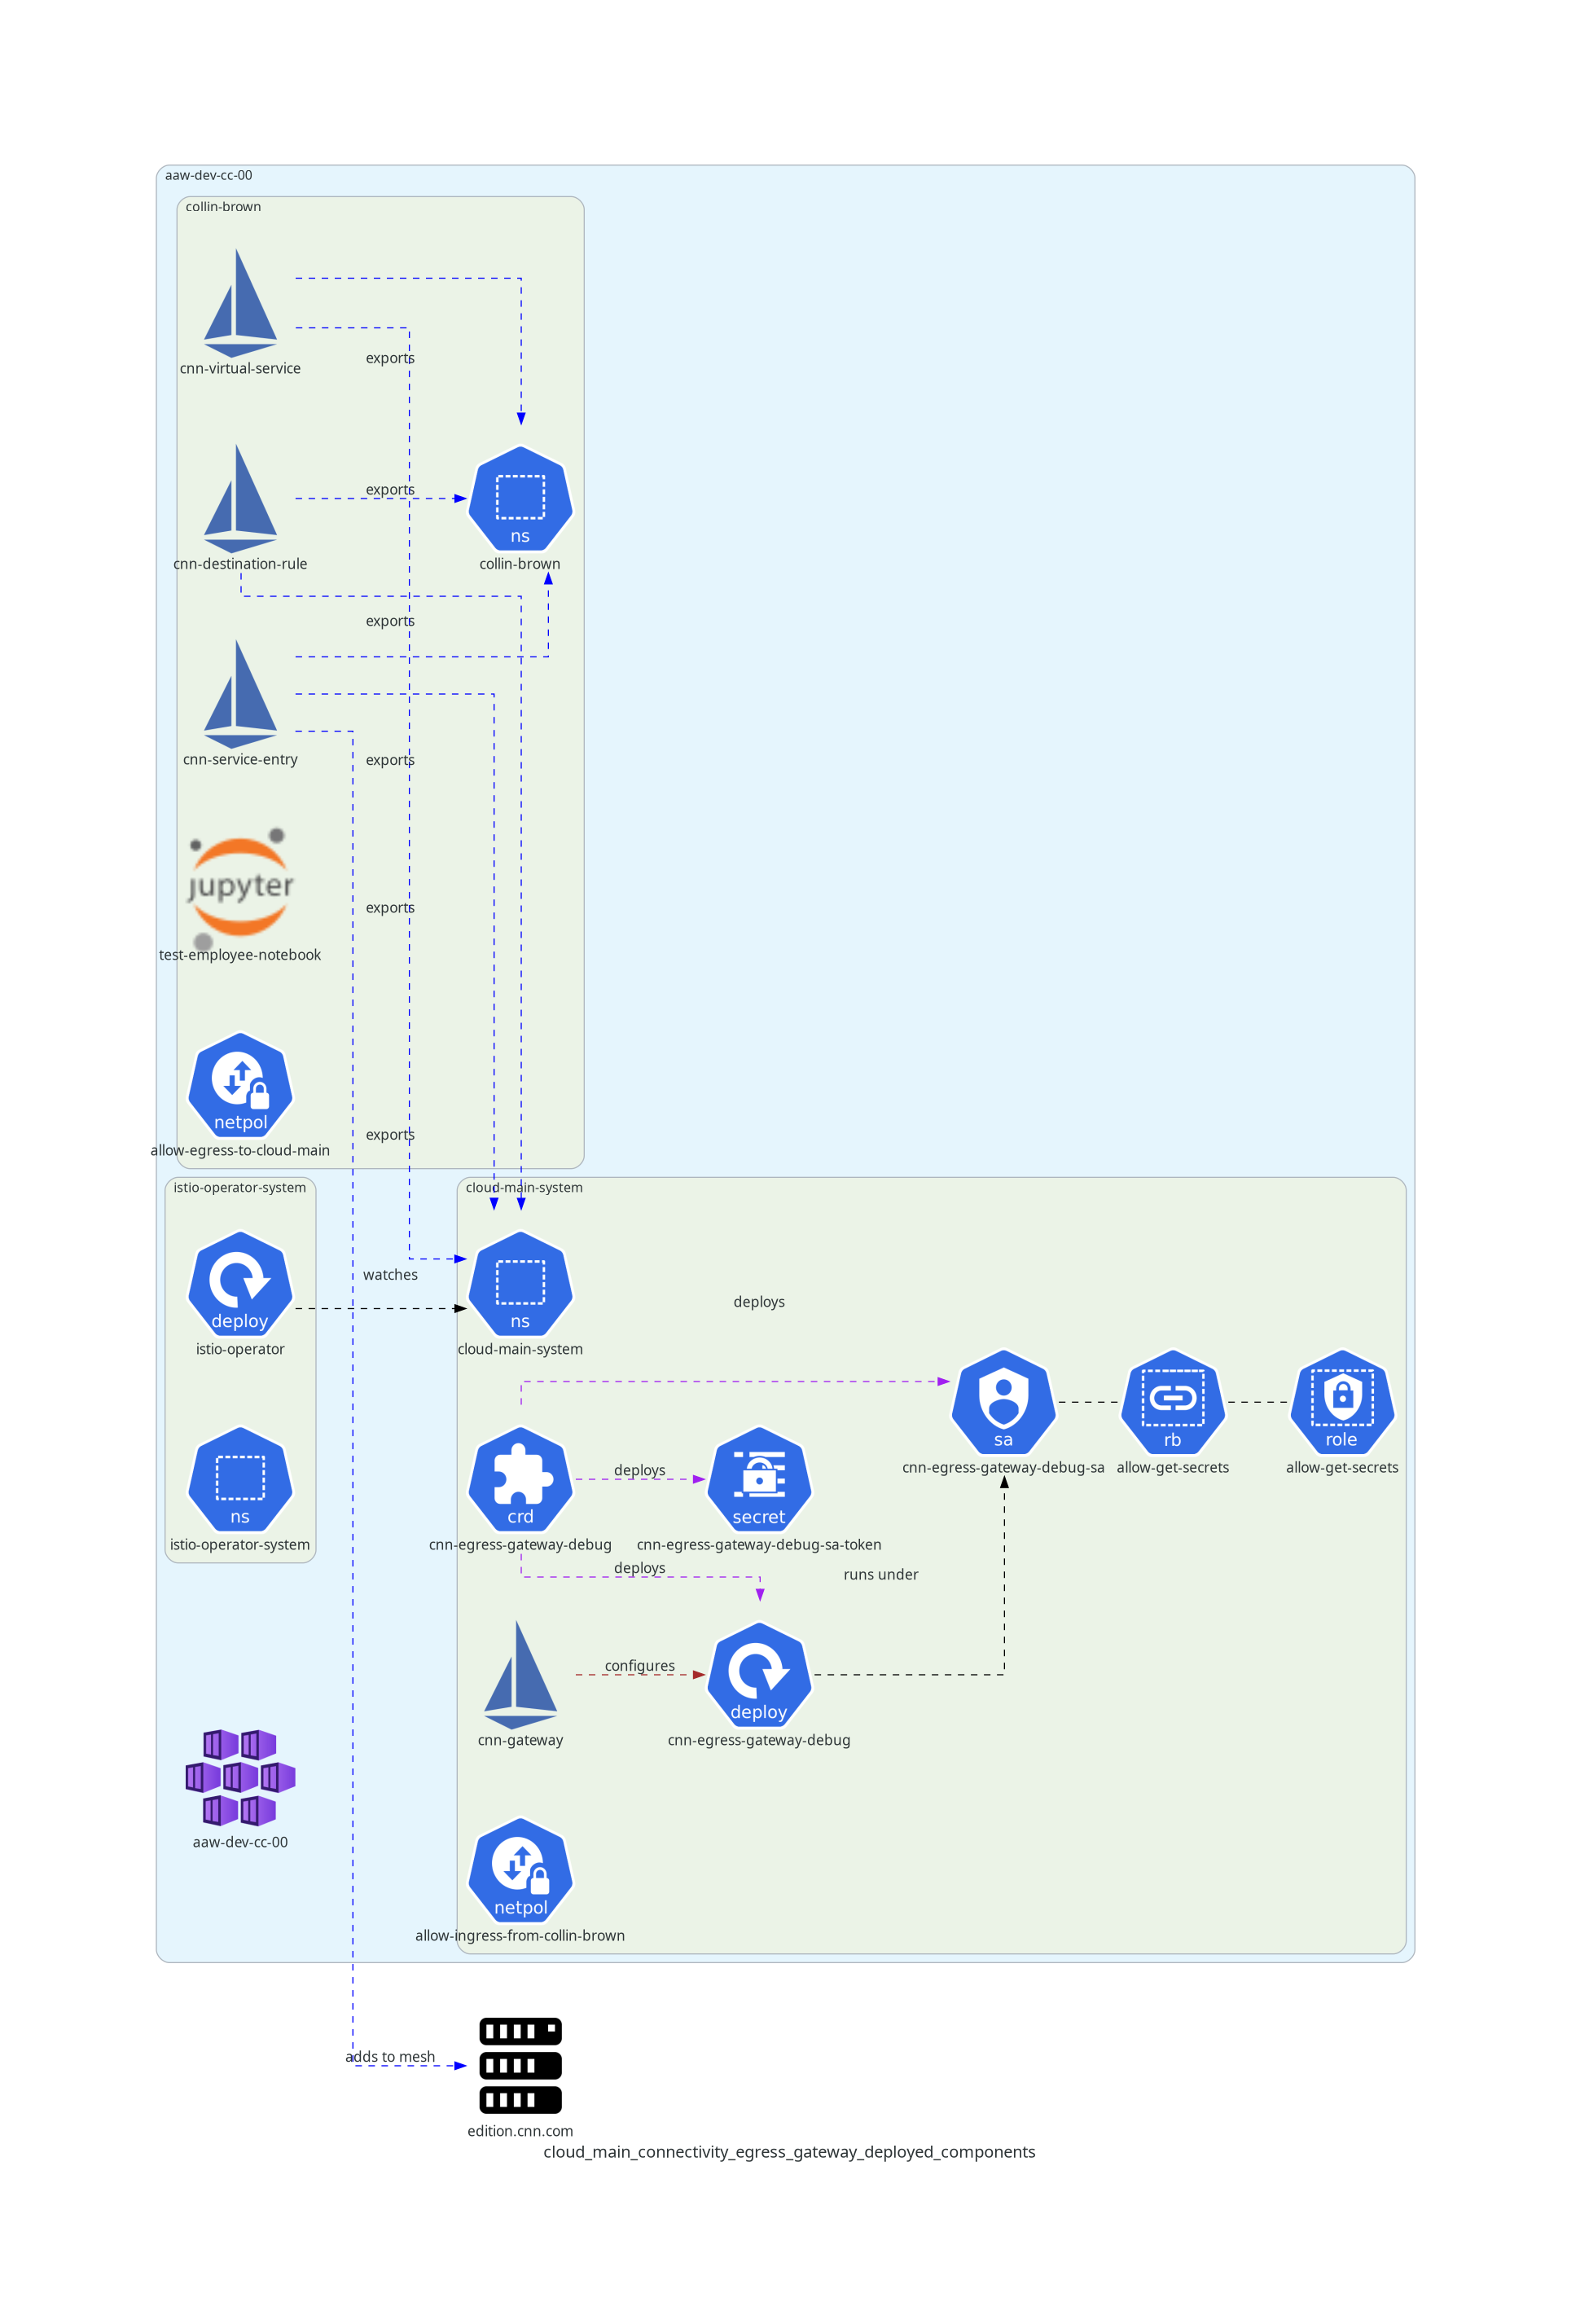 aaw-dev-cc-00
collin-brown
cnn-virtual-service
exports
exports
ns
cnn-destination-rule
collin-brown
exports
cnn-service-entry
exports
jupyter
exports
test-employee-notebook
netpol
exports
allow-egress-to-cloud-main
istio-operator-system
cloud-main-system
watches
deploys
deploy
ns
istio-operator
cloud-main-system
sa
rb
role
cnn-egress-gateway-debug-sa
allow-get-secrets
allow-get-secrets
deploys
ns
crd
secret
istio-operator-system
cnn-egress-gateway-debug
cnn-egress-gateway-debug-sa-token
deploys
runs under
configures
deploy
cnn-gateway
cnn-egress-gateway-debug
aaw-dev-cc-00
netpol
allow-ingress-from-collin-brown
adds to mesh
edition.cnn.com
cloud_main_connectivity_egress_gateway_deployed_components